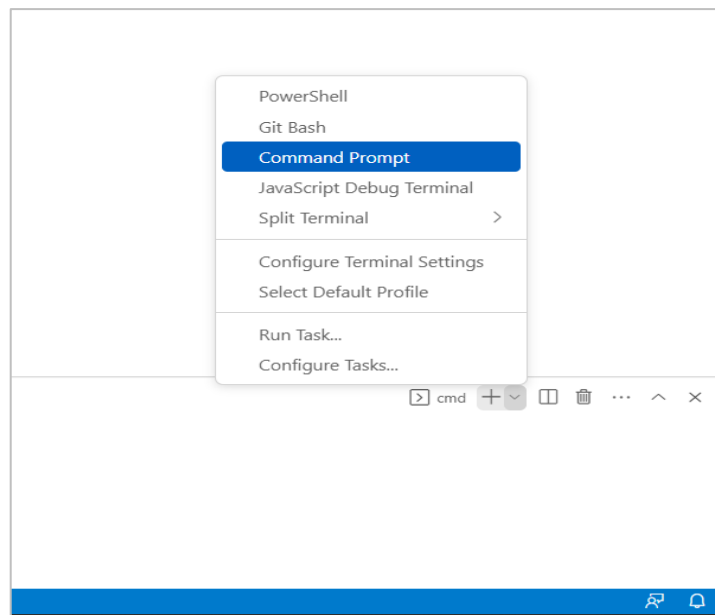 PowerShell
Git Bash
Command Prompt
JavaScript Debug Terminal
Split Terminal
Configure Terminal Settings
Select Default Profile
Run Task...
Configure Tasks...
cmd